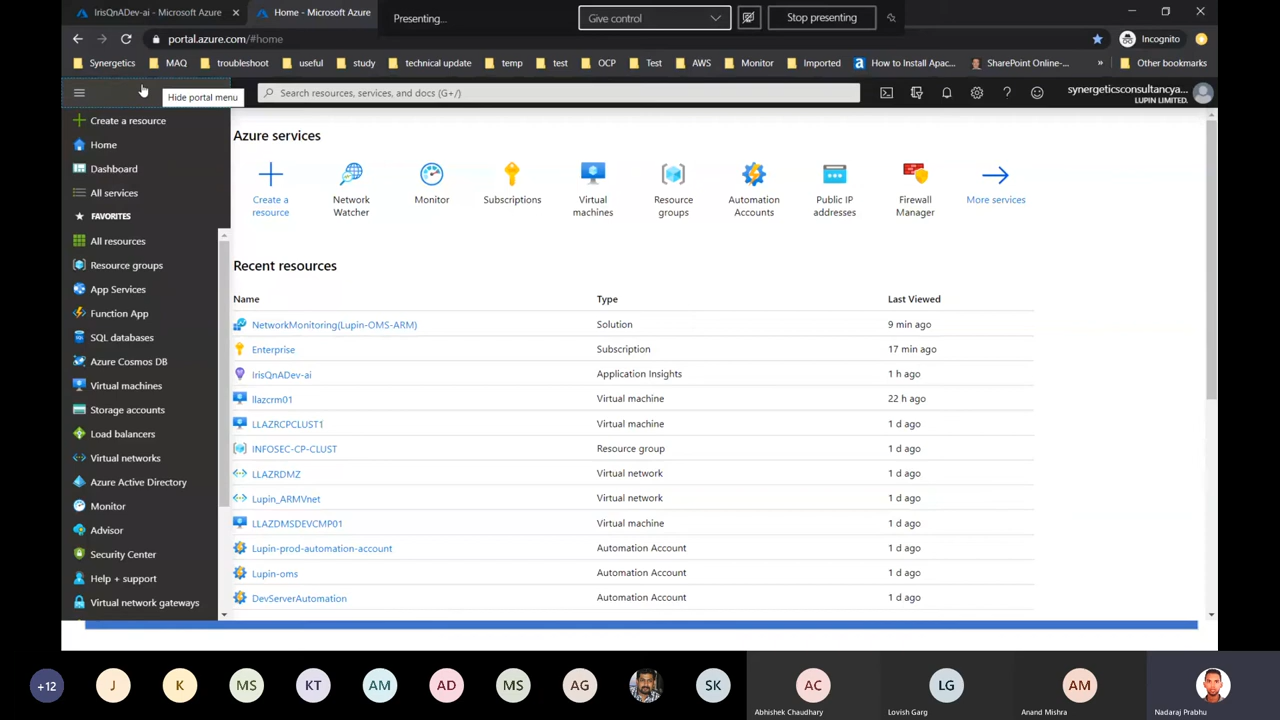 IrisQnADev-ai - Microsoft Azure
Home - Microsoft Azure
Presenting...
Give control
Stop presenting
portal.azure.com/#home
Incognito
Synergetics
MAQ
troubleshoot
useful
study
technical update
temp
test
OCP
Test
AWS
Monitor
Imported
How to Install Apac...
SharePoint Online-...
»
Other bookmarks
Hide portal menu
Search resources, services, and docs (G+/)
synergeticsconsultancya...
LUPIN LIMITED.
Create a resource
Home
Dashboard
All services
FAVORITES
All resources
Resource groups
App Services
Function App
SQL databases
Azure Cosmos DB
Virtual machines
Storage accounts
Load balancers
Virtual networks
Azure Active Directory
Monitor
Advisor
Security Center
Help + support
Virtual network gateways
Azure services
Create a
resource
Network
Watcher
Monitor
Subscriptions
Virtual
machines
Resource
groups
Automation
Accounts
Public IP
addresses
Firewall
Manager
More services
Recent resources
Name Type Last Viewed
NetworkMonitoring(Lupin-OMS-ARM) Solution 9 min ago
Enterprise Subscription 17 min ago
IrisQnADev-ai Application Insights 1 h ago
llazcrm01 Virtual machine 22 h ago
LLAZRCPCLUST1 Virtual machine 1 d ago
INFOSEC-CP-CLUST Resource group 1 d ago
LLAZRDMZ Virtual network 1 d ago
Lupin_ARMVnet Virtual network 1 d ago
LLAZDMSDEVCMP01 Virtual machine 1 d ago
Lupin-prod-automation-account Automation Account 1 d ago
Lupin-oms Automation Account 1 d ago
DevServerAutomation Automation Account 1 d ago
+12
J
K
MS
KT
AM
AD
MS
AG
SK
AC
LG
AM
Abhishek Chaudhary
Lovish Garg
Anand Mishra
Nadaraj Prabhu